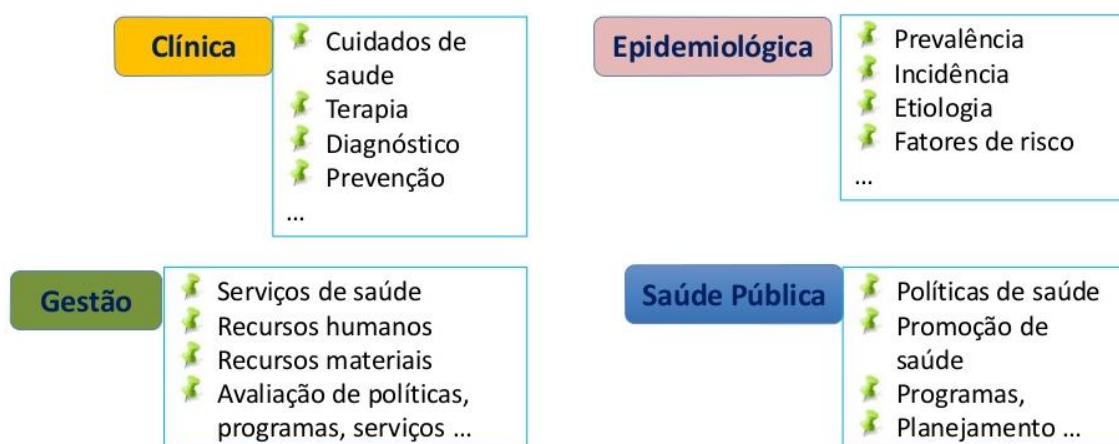 Clínica
Cuidados de
saude
Terapia
Diagnóstico
Prevenção
...
Epidemiológica
Prevalência
Incidência
Etiologia
Fatores de risco
...
Gestão
Serviços de saúde
Recursos humanos
Recursos materiais
Avaliação de políticas,
programas, serviços ...
Saúde Pública
Políticas de saúde
Promoção de
saúde
Programas,
Planejamento ...